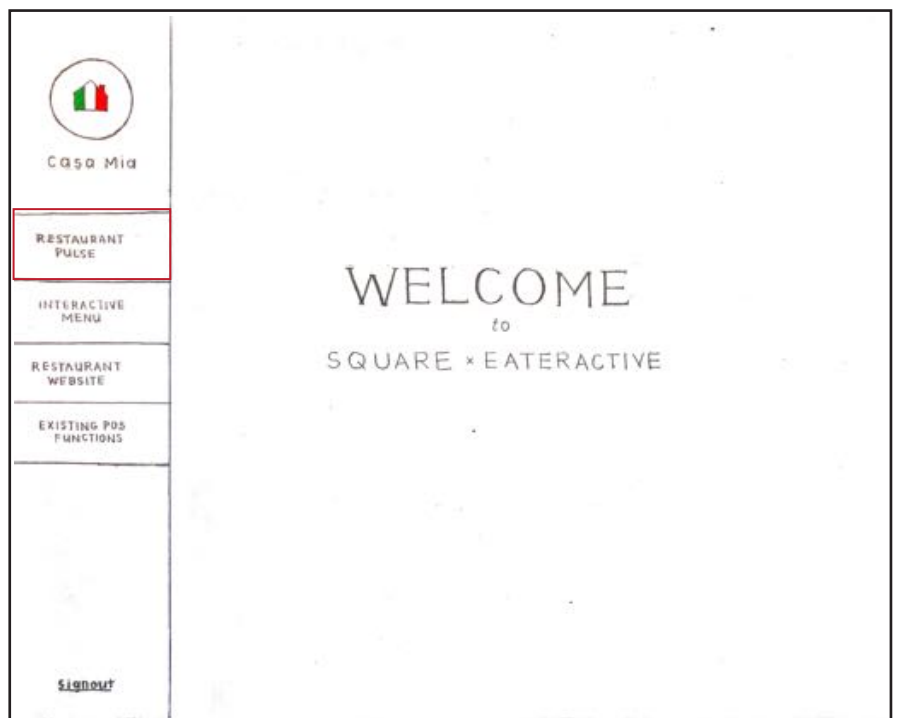 Casa Mia
RESTAURANT
PULSE
INTERACTIVE
MENU
RESTAURANT
WEBSITE
EXISTING POS
FUNCTIONS
Signout
WELCOME
to
SQUARE × EATERACTIVE